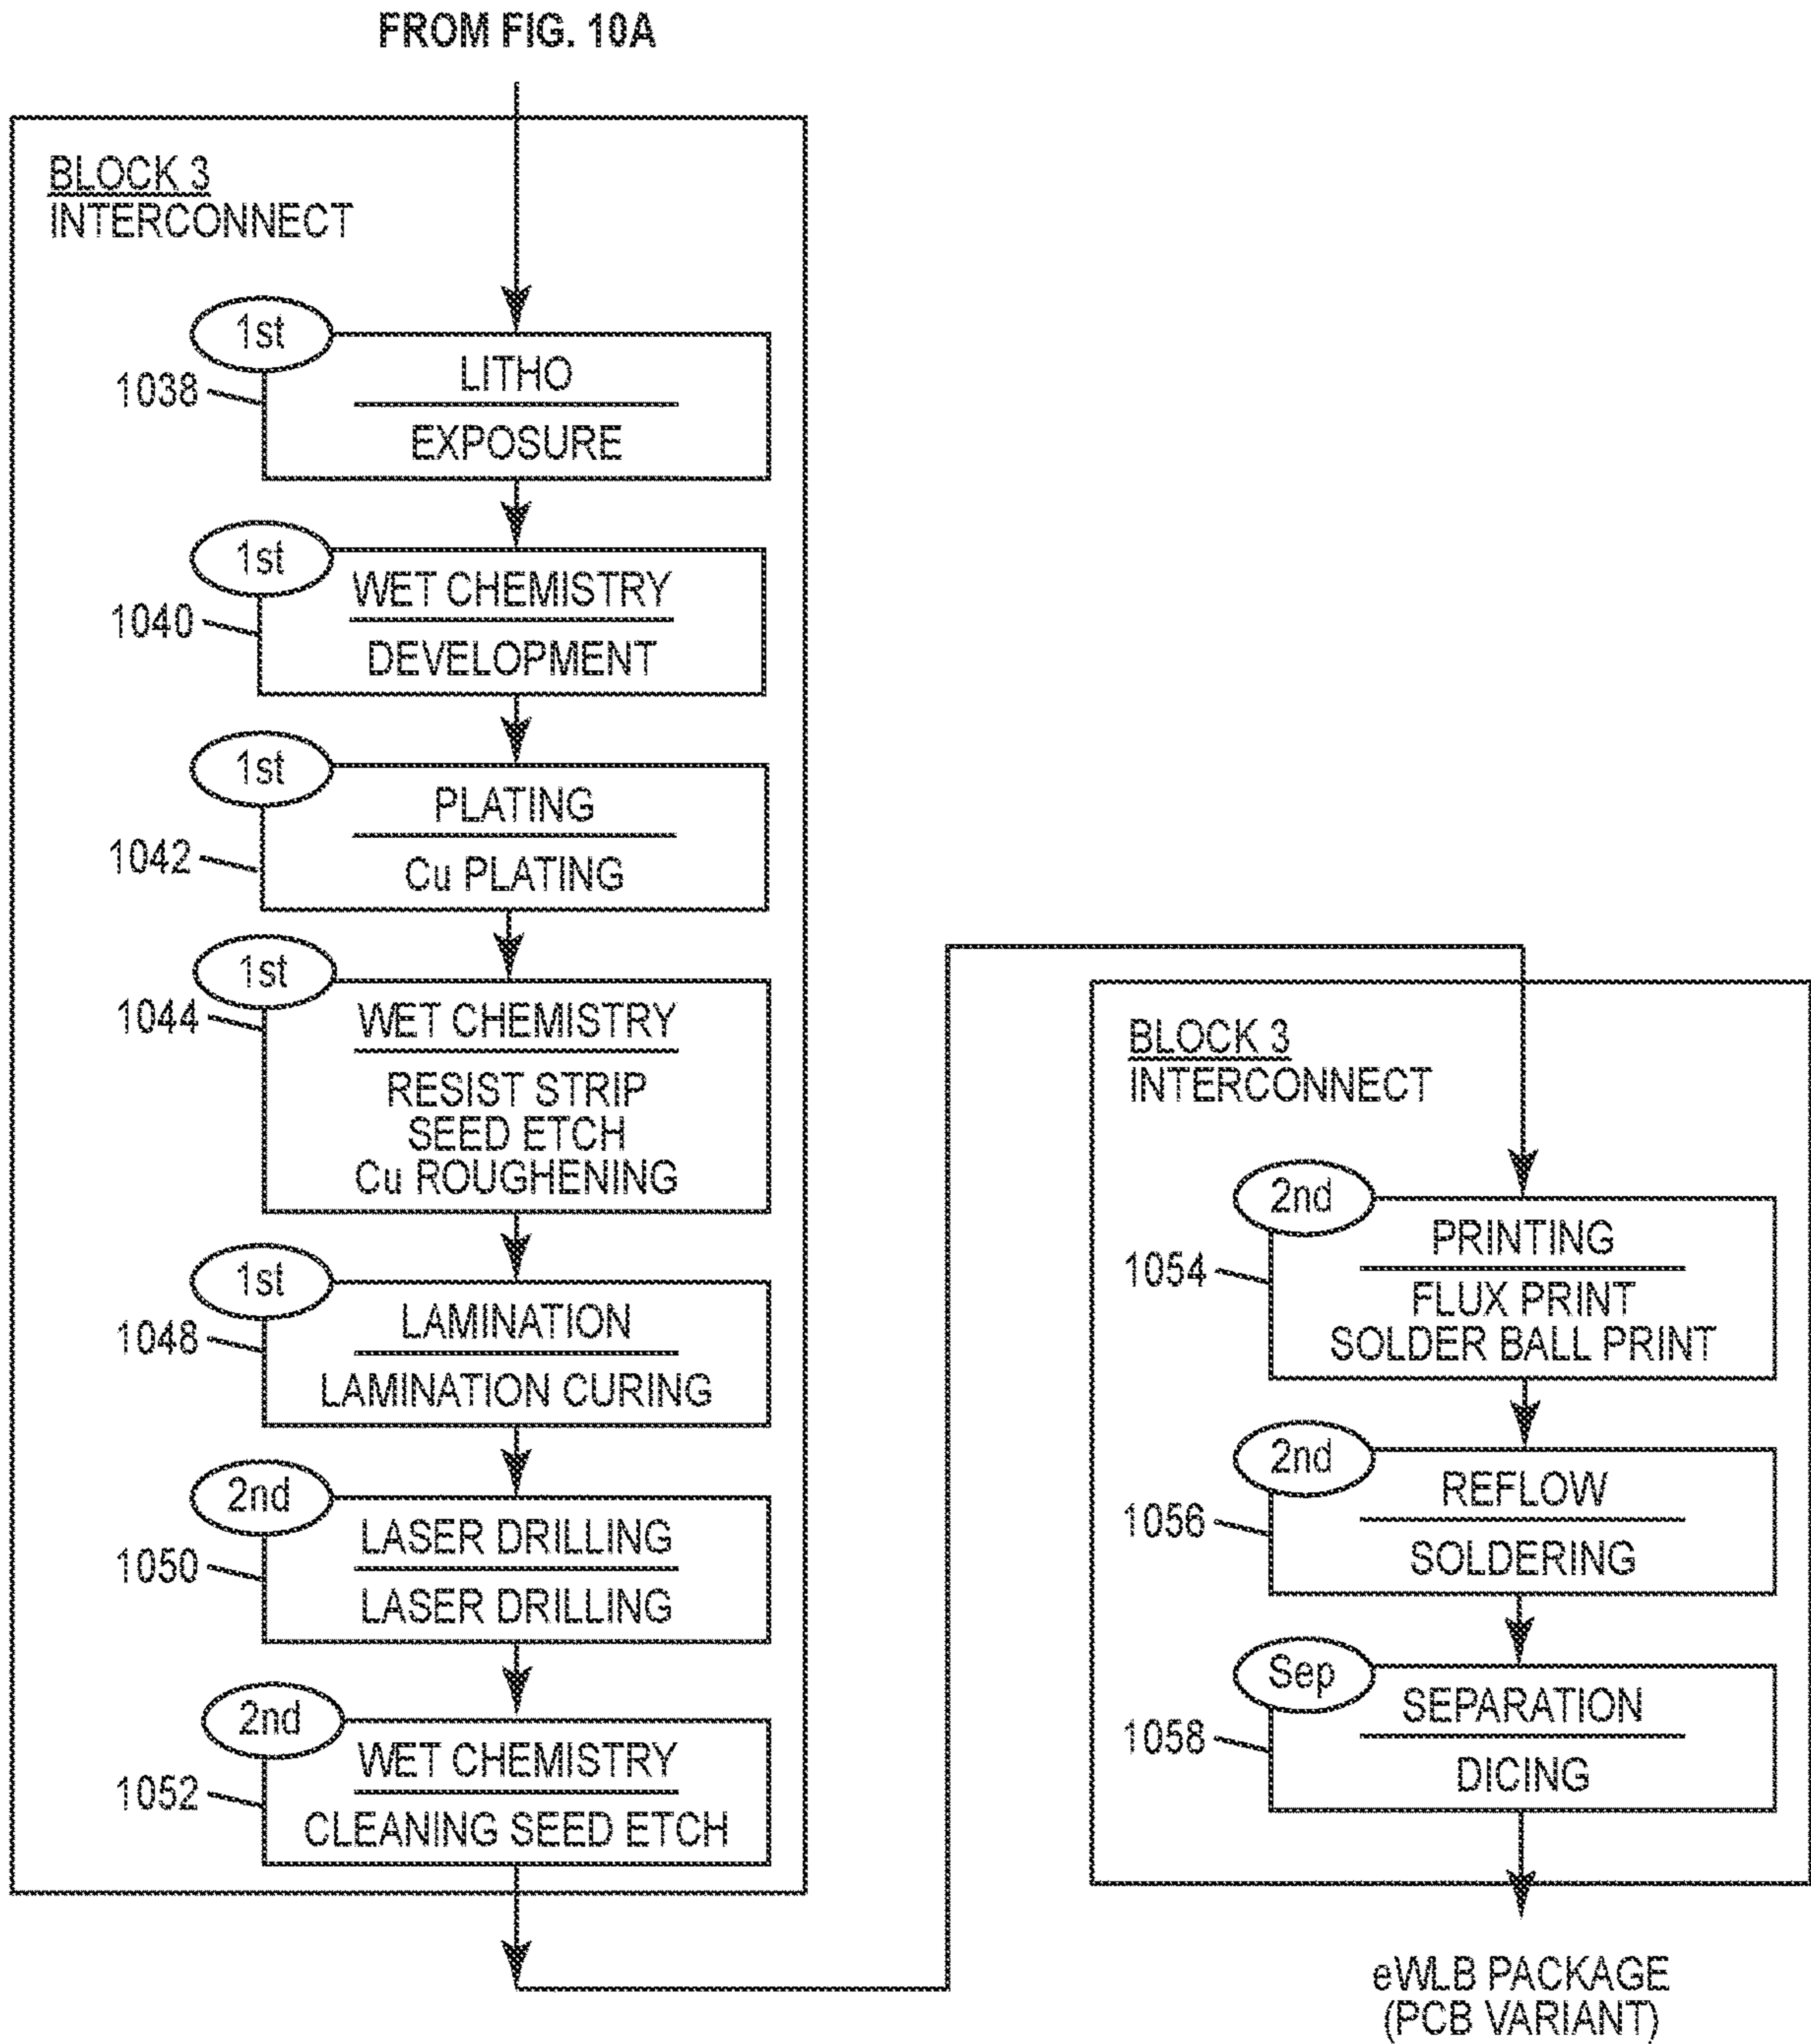 FROM FIG. 10A
BLOCK 3
INTERCONNECT
1st
1038
LITHO
EXPOSURE
1st
1040
WET CHEMISTRY
DEVELOPMENT
1st
1042
PLATING
Cu PLATING
1st
1044
WET CHEMISTRY
RESIST STRIP
SEED ETCH
Cu ROUGHENING
1st
1048
LAMINATION
LAMINATION CURING
2nd
1050
LASER DRILLING
LASER DRILLING
2nd
1052
WET CHEMISTRY
CLEANING SEED ETCH
BLOCK 3
INTERCONNECT
2nd
1054
PRINTING
FLUX PRINT
SOLDER BALL PRINT
2nd
1056
REFLOW
SOLDERING
Sep
1058
SEPARATION
DICING
eWLB PACKAGE
(PCB VARIANT)